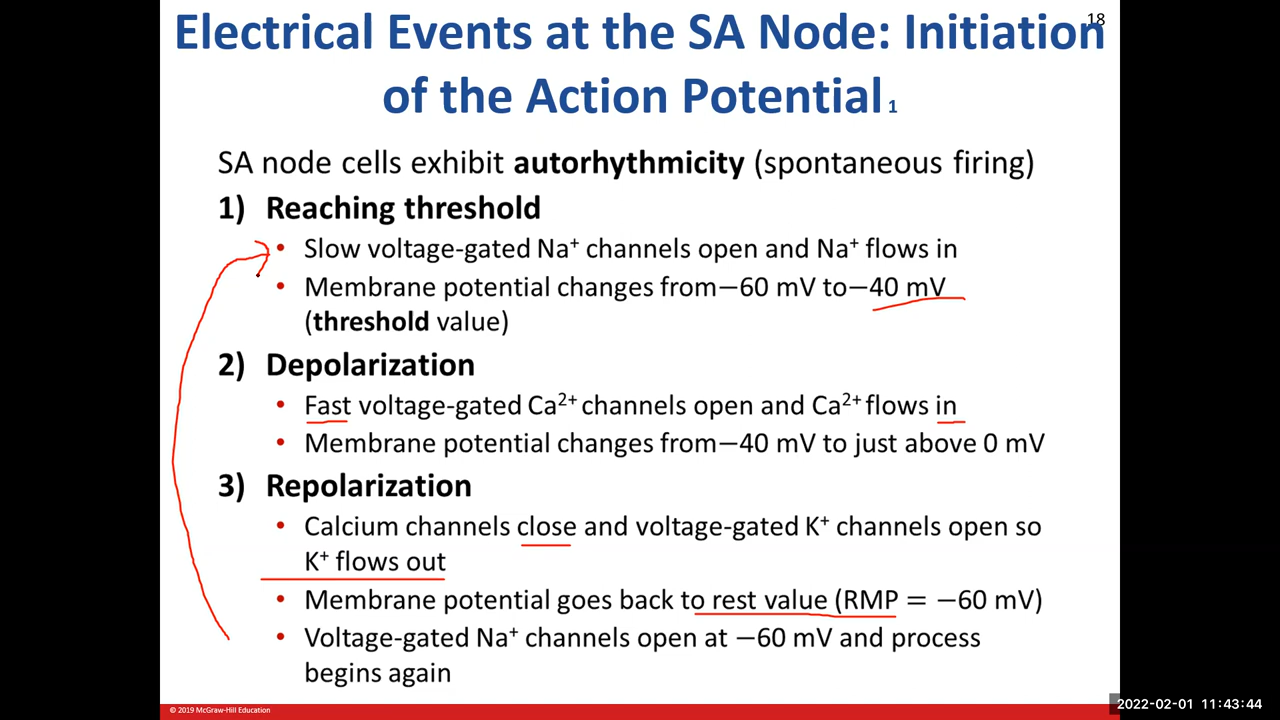 18
Electrical Events at the SA Node: Initiation
of the Action Potential 1
SA node cells exhibit autorhythmicity (spontaneous firing)
1) Reaching threshold
• Slow voltage-gated Na⁺ channels open and Na⁺ flows in
• Membrane potential changes from−60 mV to−40 mV
(threshold value)
2) Depolarization
• Fast voltage-gated Ca²⁺ channels open and Ca²⁺ flows in
• Membrane potential changes from−40 mV to just above 0 mV
3) Repolarization
• Calcium channels close and voltage-gated K⁺ channels open so
K⁺ flows out
• Membrane potential goes back to rest value (RMP = −60 mV)
• Voltage-gated Na⁺ channels open at −60 mV and process
begins again
© 2019 McGraw-Hill Education
2022-02-01 11:43:44